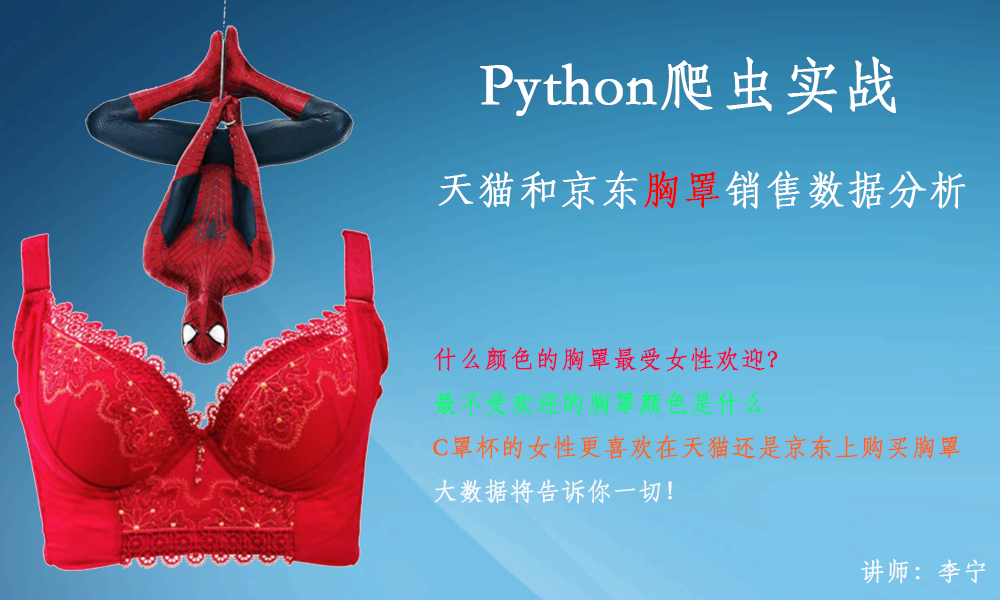 Python爬虫实战
天猫和京东胸罩销售数据分析
什么颜色的胸罩最受女性欢迎?
最不受欢迎的胸罩颜色是什么
C罩杯的女性更喜欢在天猫还是京东上购买胸罩
大数据将告诉你一切!
讲师：李宁